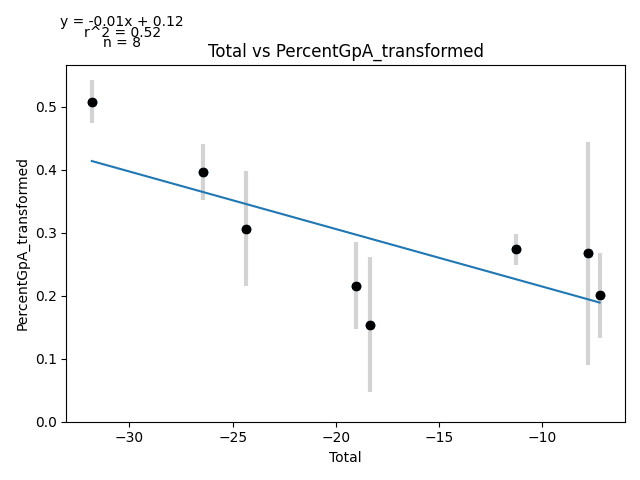 y = -0.01x + 0.12
r^2 = 0.52
n = 8
Total vs PercentGpA_transformed
PercentGpA_transformed
0.5
0.4
0.3
0.2
0.1
0.0
−30
−25
−20
−15
−10
Total